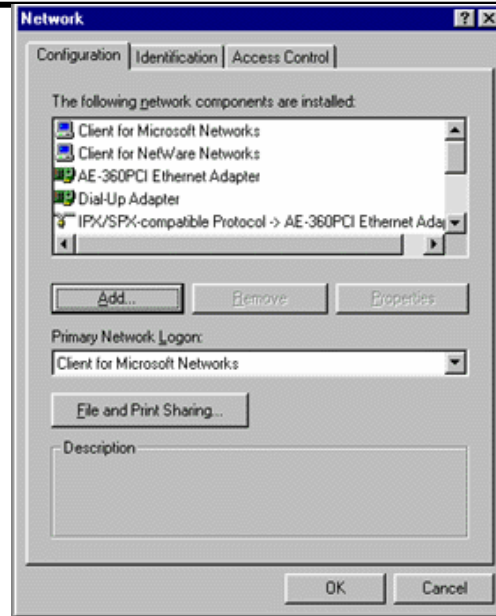 Network
Configuration Identification Access Control
The following network components are installed:
Client for Microsoft Networks
Client for NetWare Networks
AE-360PCI Ethernet Adapter
Dial-Up Adapter
IPX/SPX-compatible Protocol -> AE-360PCI Ethernet Adap
Add... Remove Properties
Primary Network Logon:
Client for Microsoft Networks
File and Print Sharing...
Description
OK Cancel